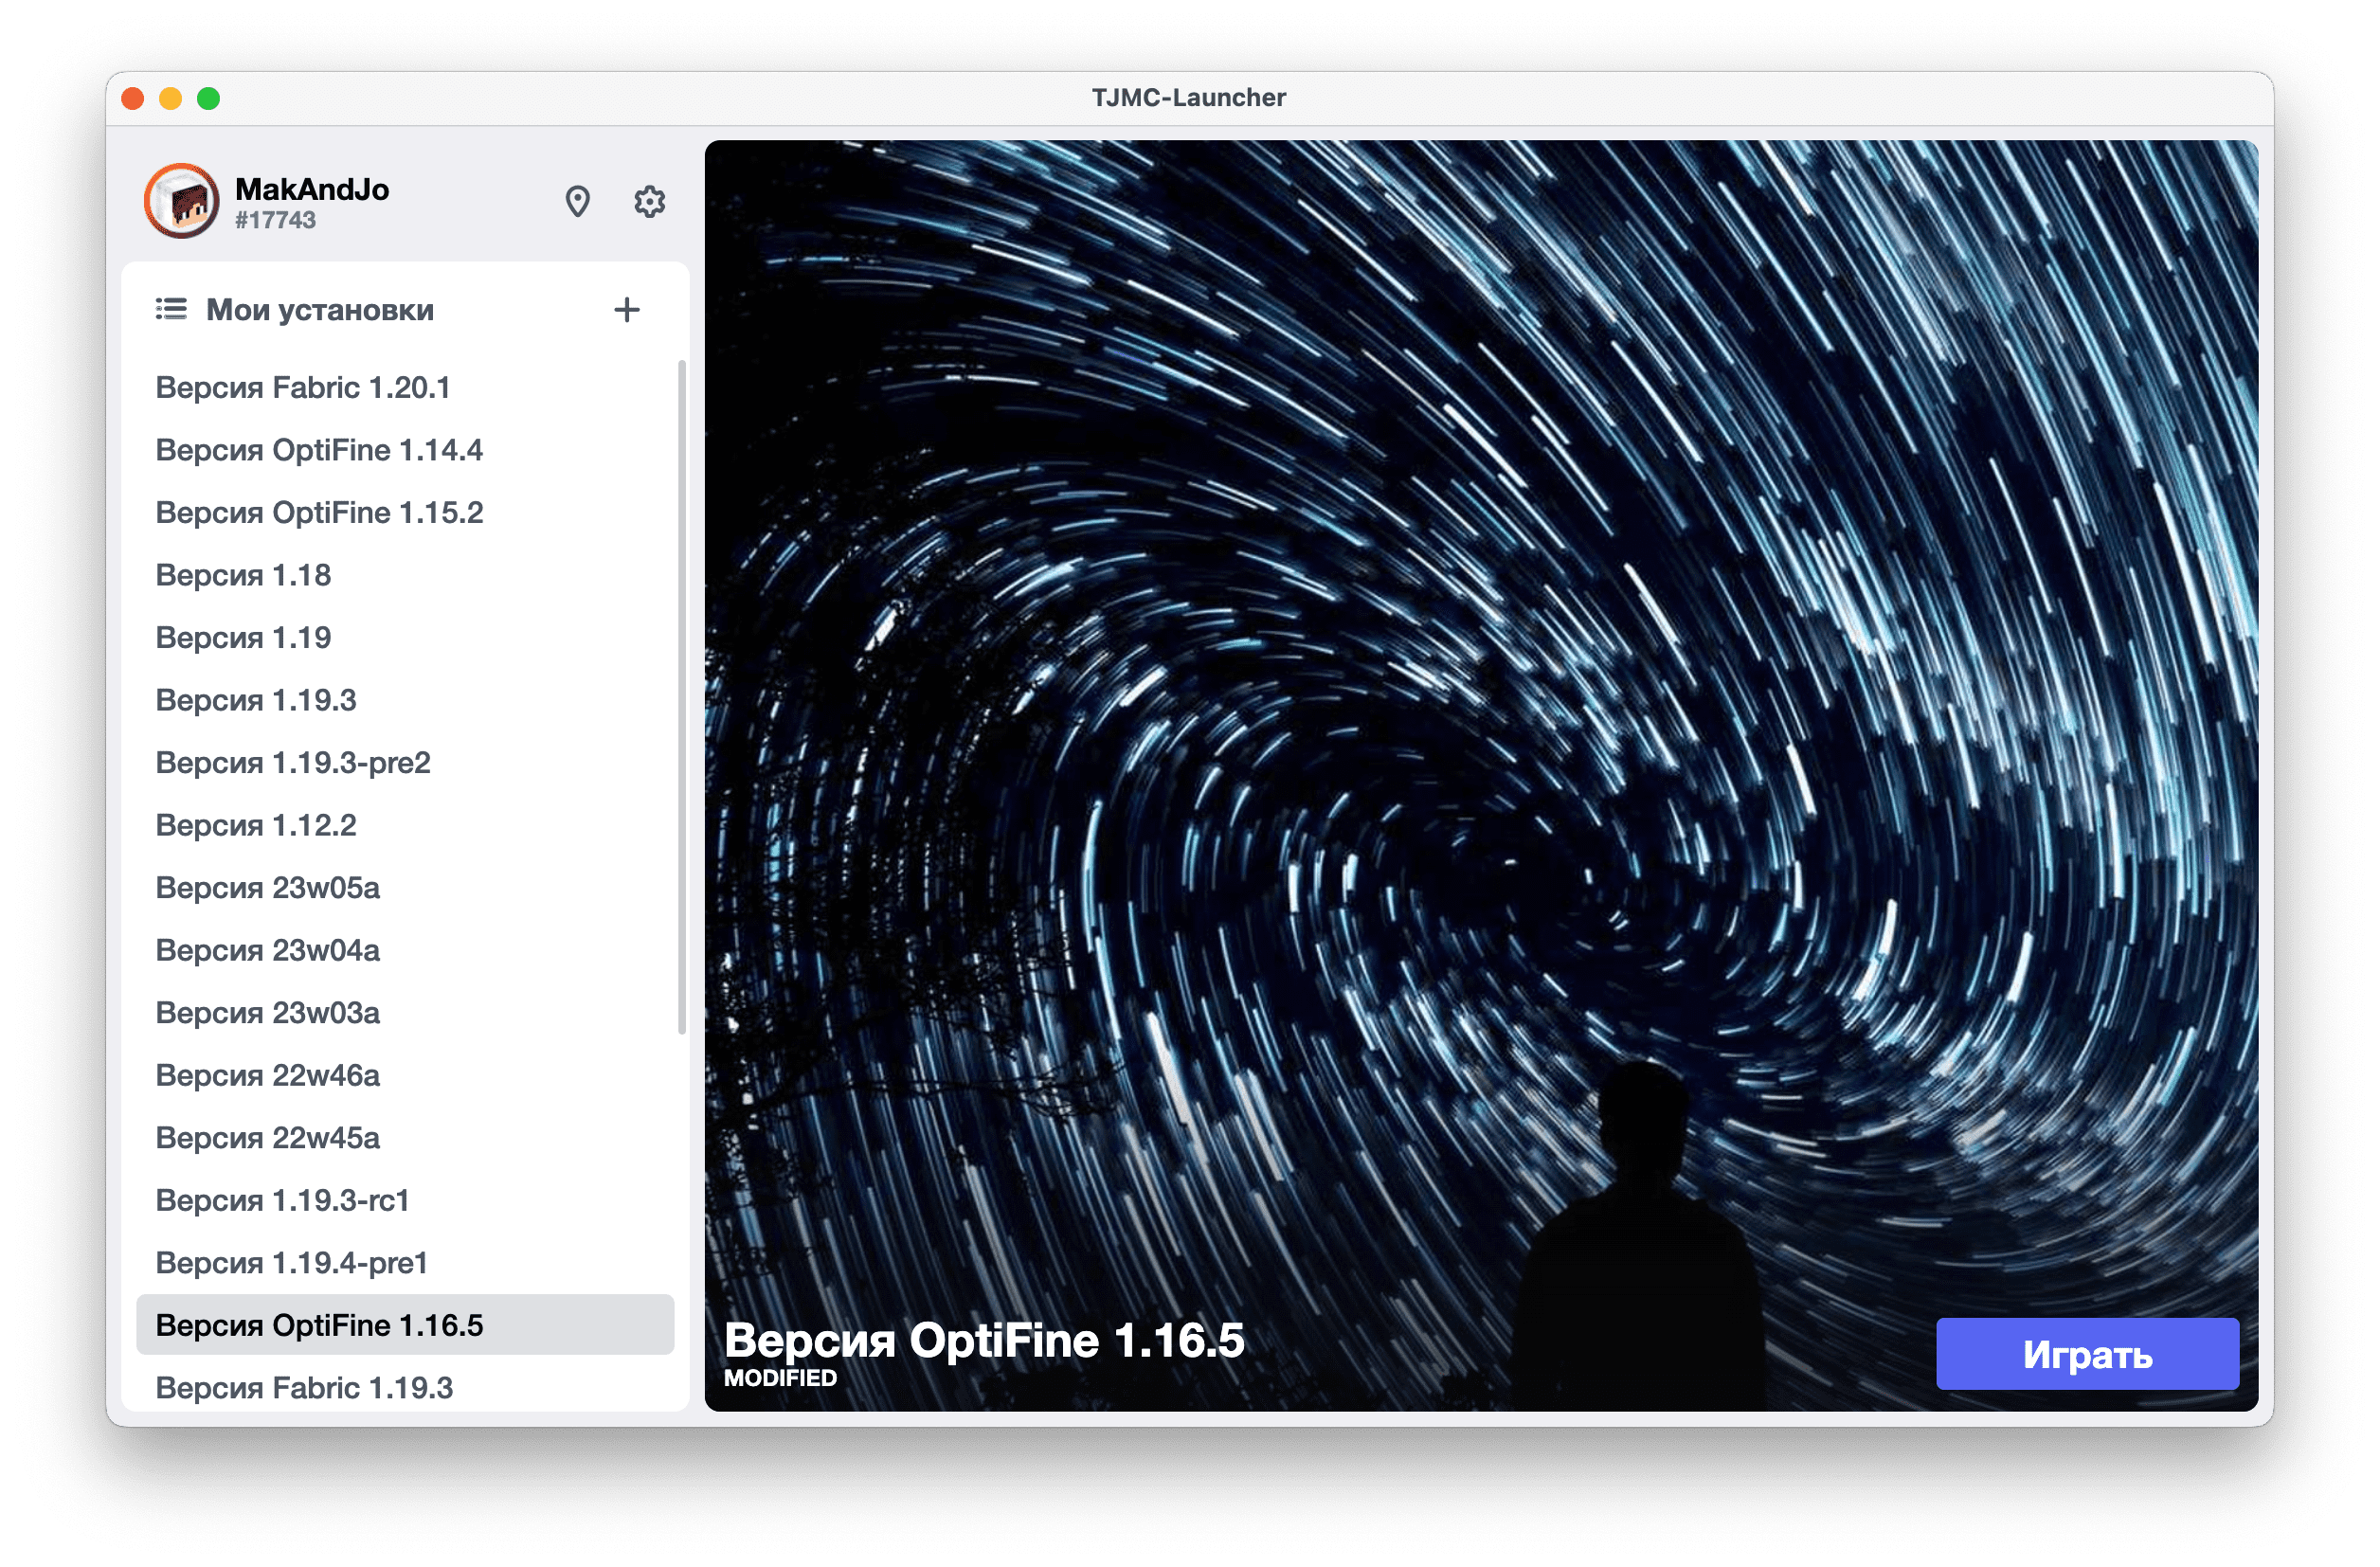 TJMC-Launcher
MakAndJo
#17743
Мои установки
Версия Fabric 1.20.1
Версия OptiFine 1.14.4
Версия OptiFine 1.15.2
Версия 1.18
Версия 1.19
Версия 1.19.3
Версия 1.19.3-pre2
Версия 1.12.2
Версия 23w05a
Версия 23w04a
Версия 23w03a
Версия 22w46a
Версия 22w45a
Версия 1.19.3-rc1
Версия 1.19.4-pre1
Версия OptiFine 1.16.5
Версия Fabric 1.19.3
Версия OptiFine 1.16.5
MODIFIED
Играть